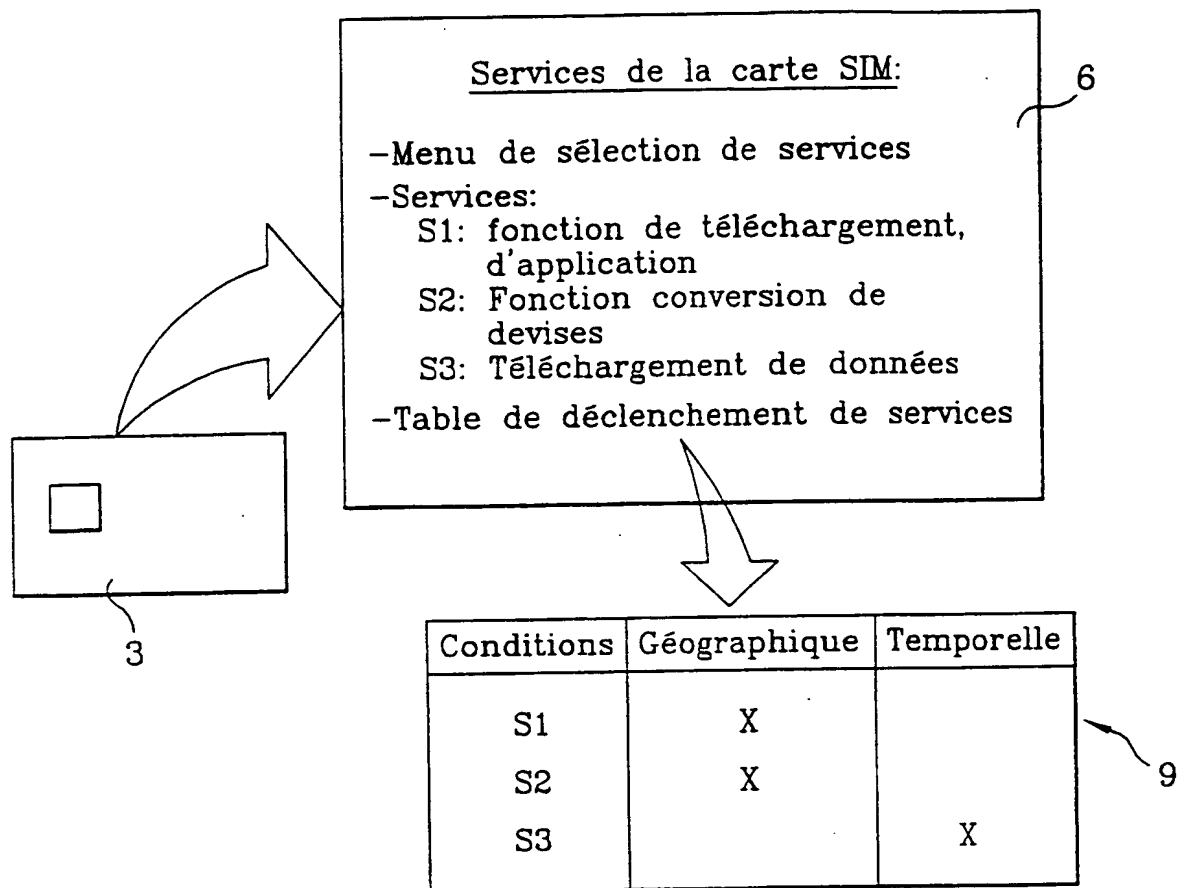 Services de la carte SIM:
6
-Menu de sélection de services
-Services:
S1: fonction de téléchargement,
d'application
S2: Fonction conversion de
devises
S3: Téléchargement de données
-Table de déclenchement de services
3
Conditions Géographique Temporelle
S1 X
S2 X
S3 X
9